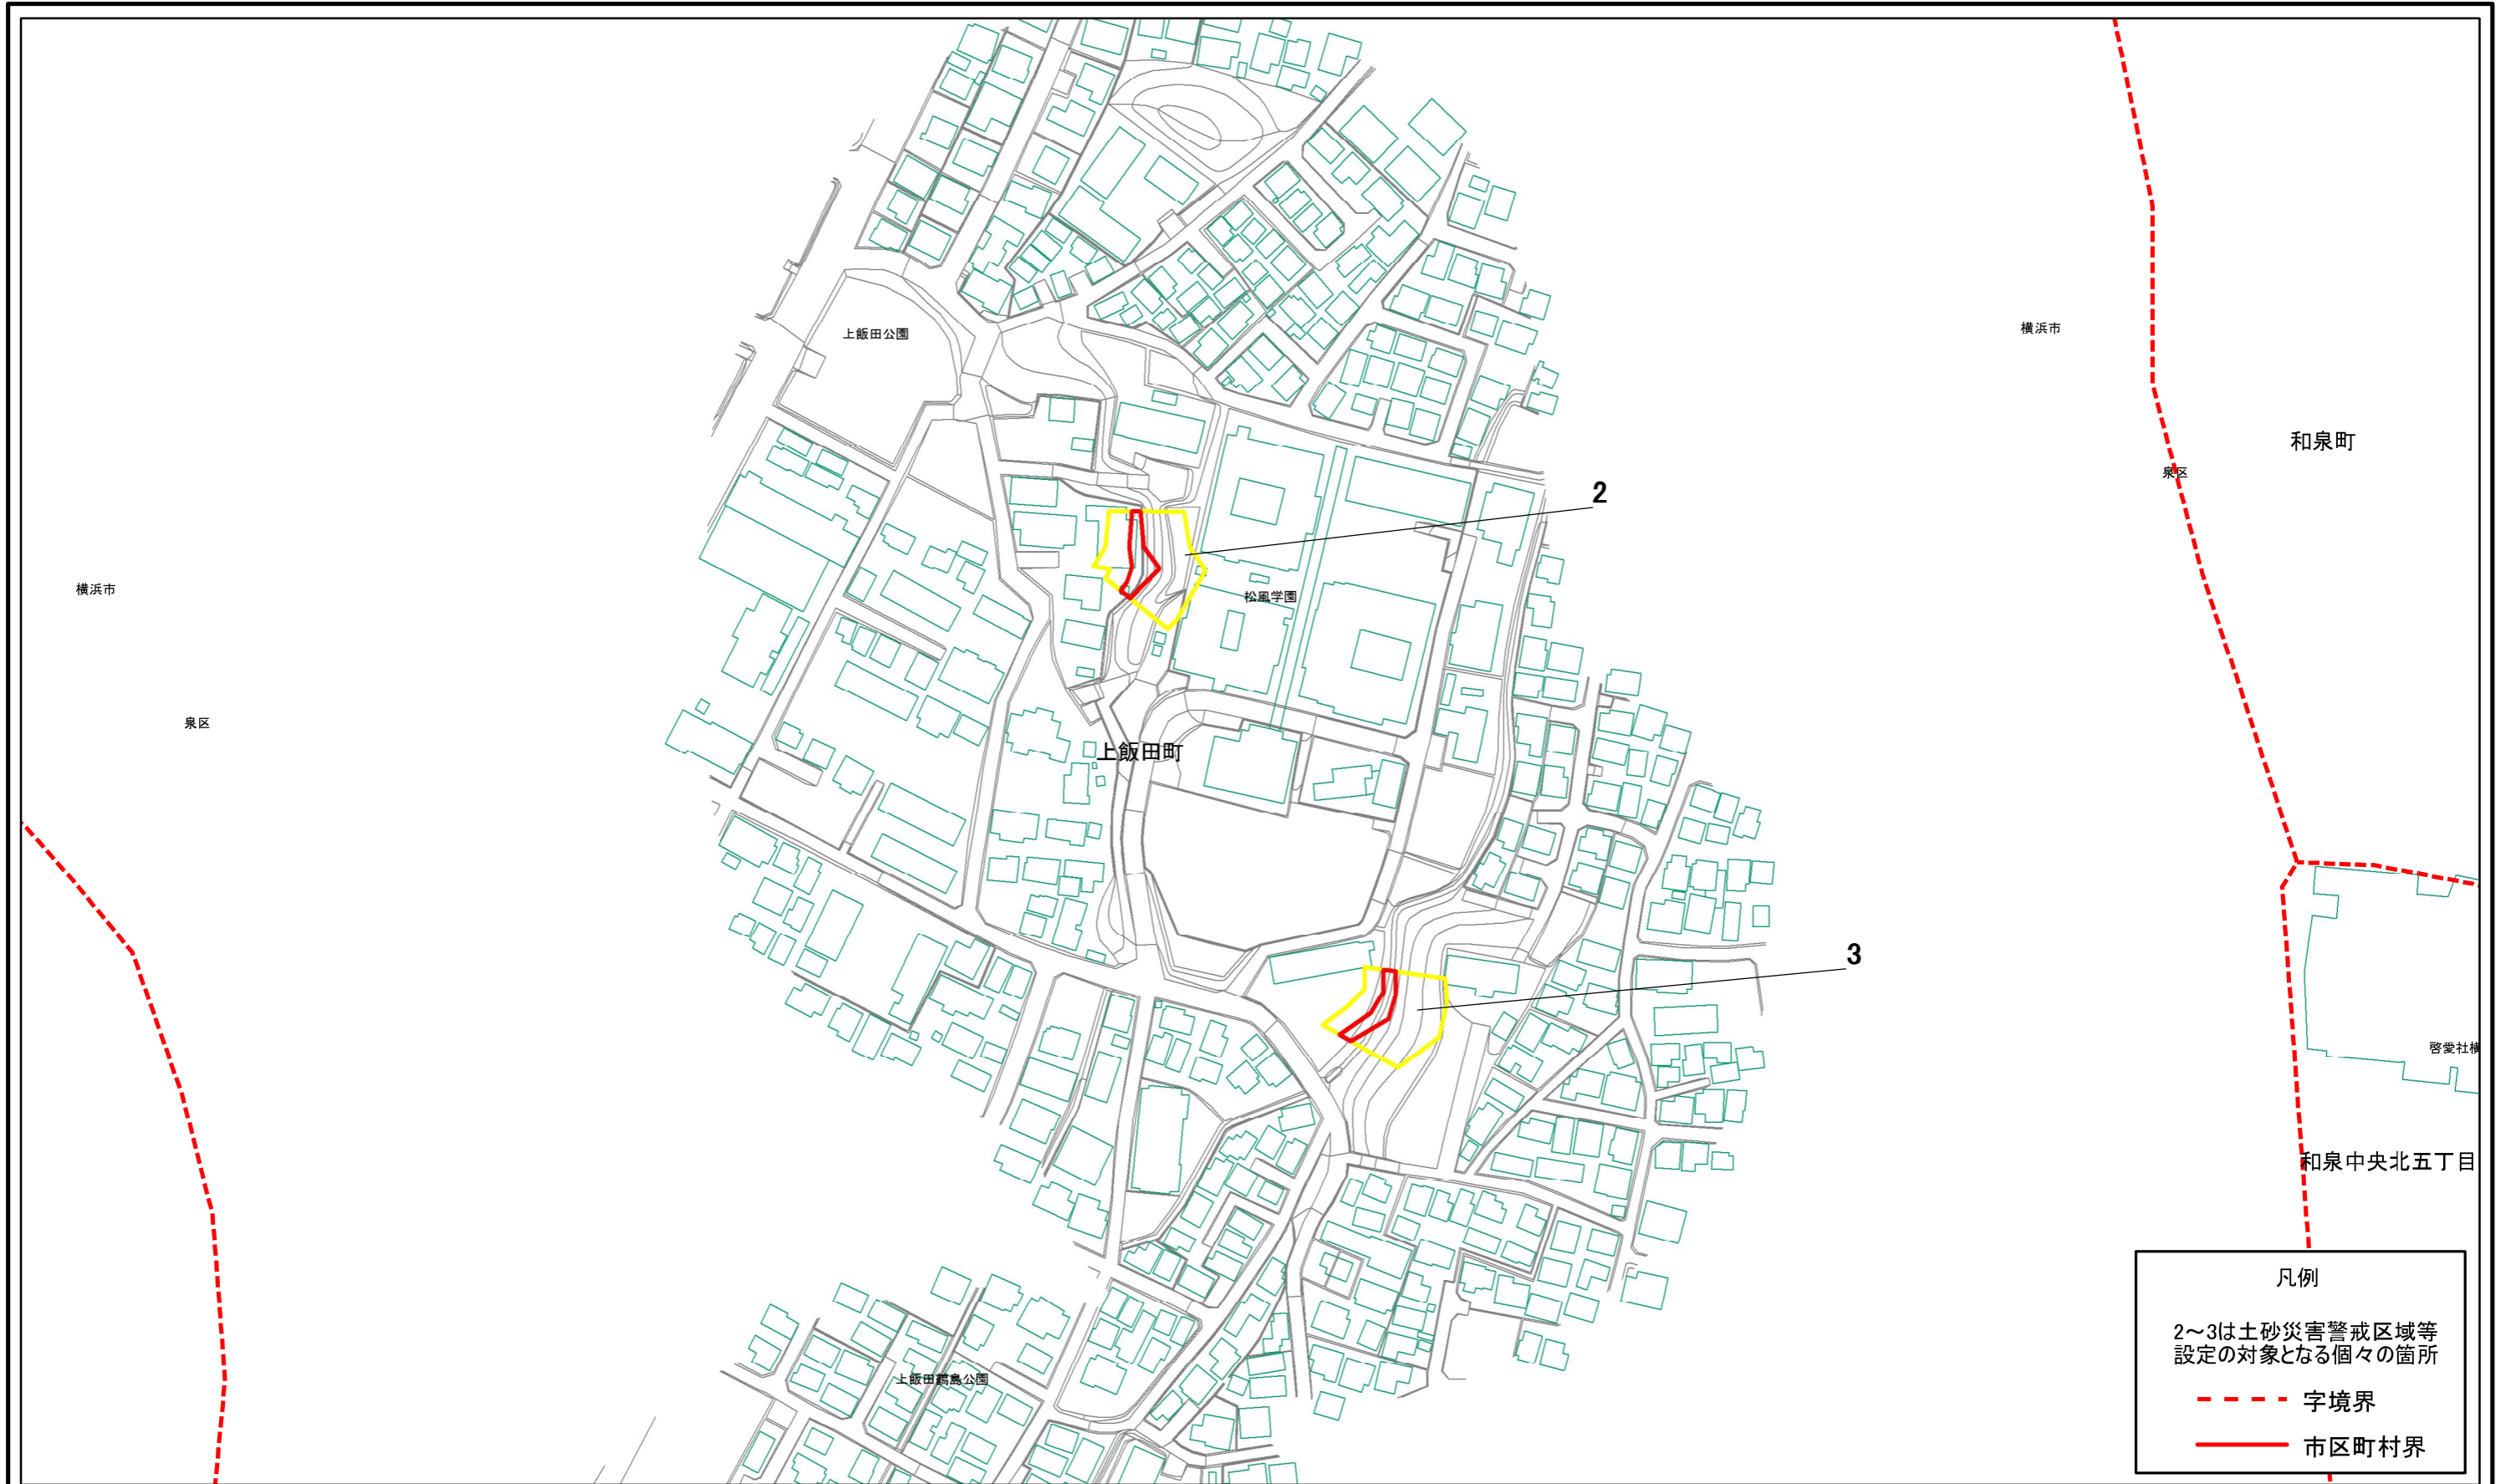 上飯田公園
横浜市
和泉町
泉区
2
横浜市
松風学園
泉区
上飯田町
3
啓愛社横
和泉中央北五丁目
上飯田鶴島公園
凡例
2～3は土砂災害警戒区域等
設定の対象となる個々の箇所
字境界
市区町村界